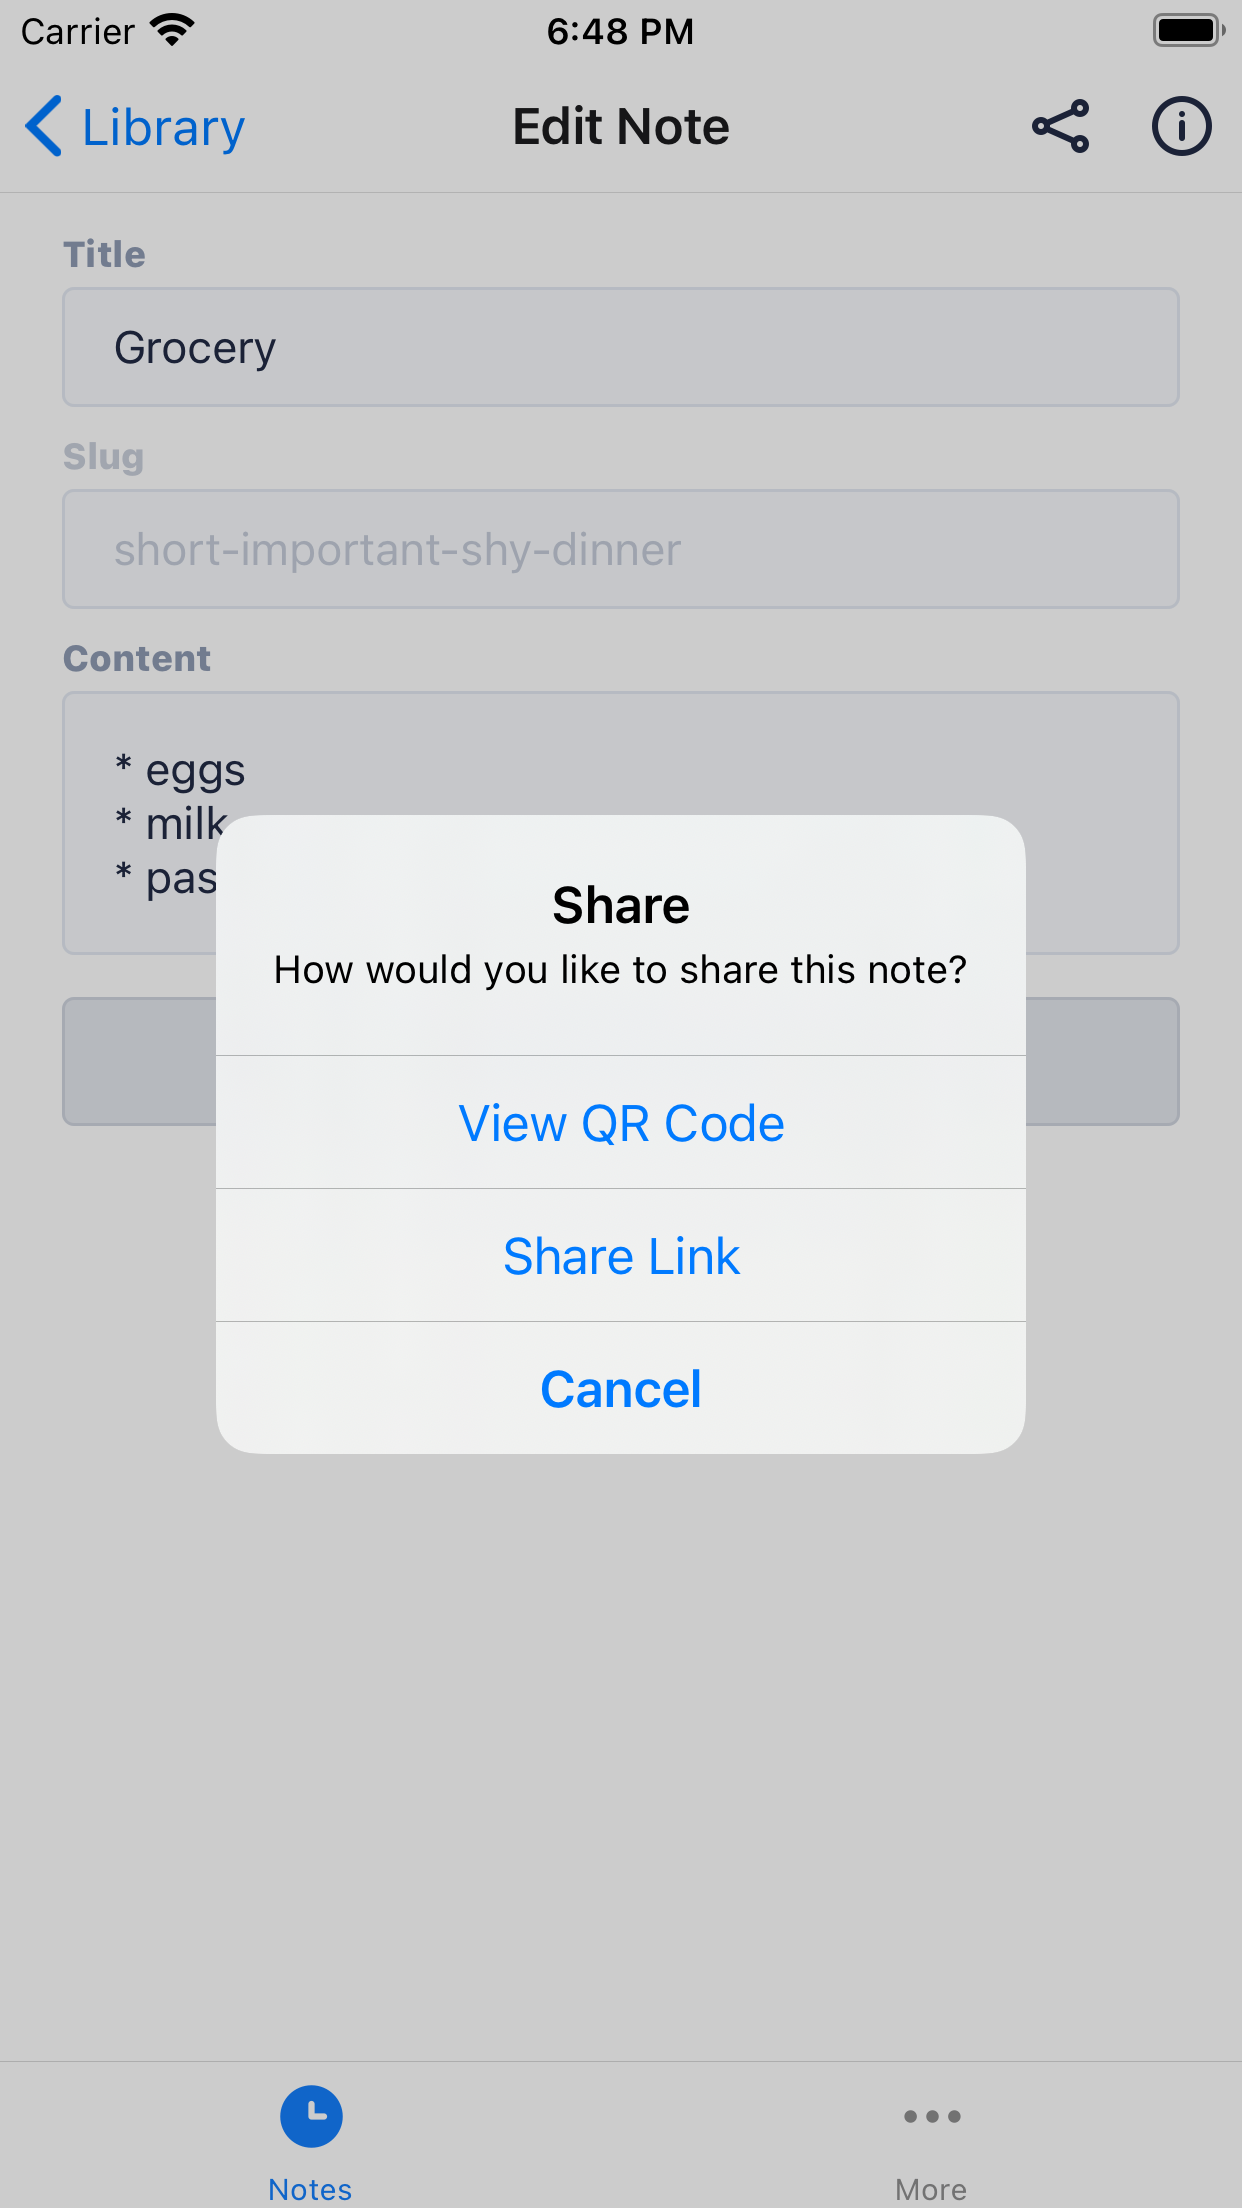 Carrier 6:48 PM
Library Edit Note
Title
Grocery
Slug
short-important-shy-dinner
Content
* eggs
* milk
*
Share
How would you like to share this note?
View QR Code
Share Link
Cancel
Notes More